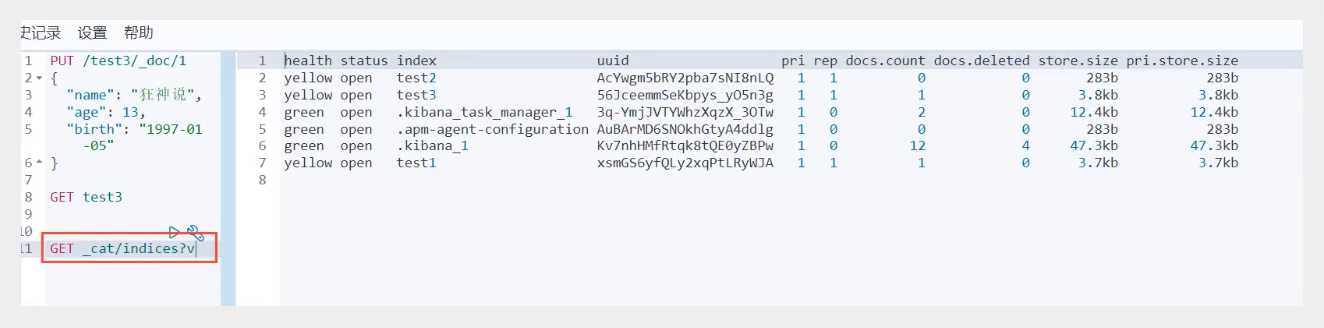 史记录 设置 帮助
1 PUT /test3/_doc/1
2 {
3 "name": "狂神说",
4 "age": 13,
5 "birth": "1997-01
-05"
6 }
7
8 GET test3
9
10
11 GET _cat/indices?v
1 health status index uuid pri rep docs.count docs.deleted store.size pri.store.size
2 yellow open test2 AcYwgm5bRY2pba7sNI8nLQ 1 1 0 0 283b 283b
3 yellow open test3 56JceemmSeKbpys_yO5n3g 1 1 1 0 3.8kb 3.8kb
4 green open .kibana_task_manager_1 3q-YmjJVTYWhzXqzX_3OTw 1 0 2 0 12.4kb 12.4kb
5 green open .apm-agent-configuration AuBArMD6SNOkhGtyA4ddlg 1 0 0 0 283b 283b
6 green open .kibana_1 Kv7nhHMfRtqk8tQE0yZBPw 1 0 12 4 47.3kb 47.3kb
7 yellow open test1 xsmGS6yfQLy2xqPtLRyWJA 1 1 1 0 3.7kb 3.7kb
8